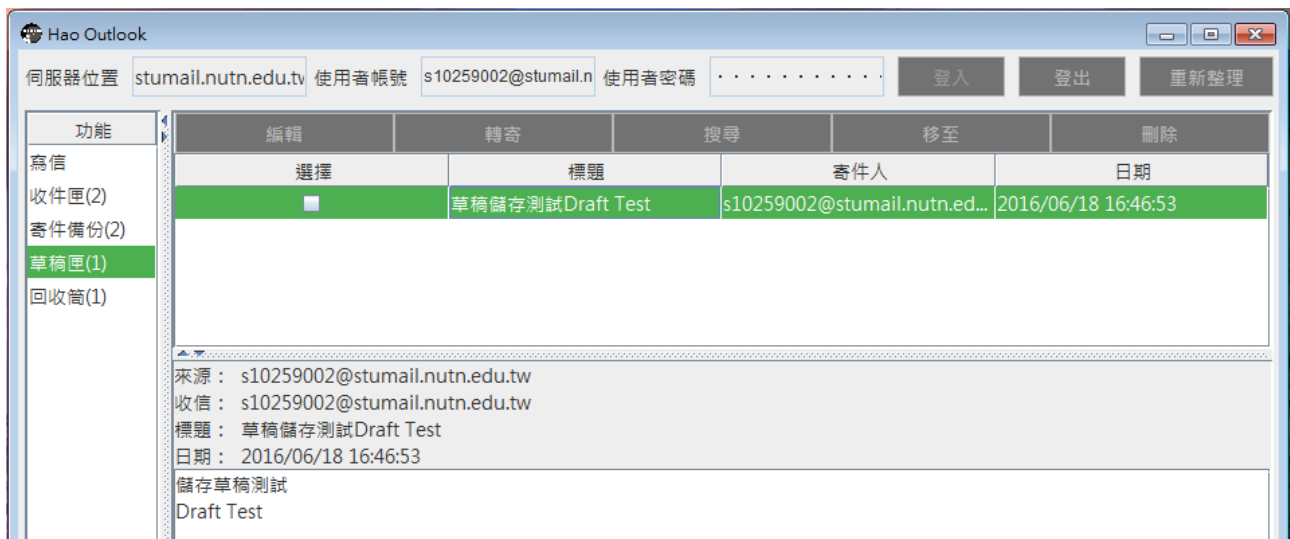 Hao Outlook
伺服器位置 stumail.nutn.edu.tw 使用者帳號 s10259002@stumail.n 使用者密碼 ············ 登入 登出 重新整理
功能 編輯 轉寄 搜尋 移至 刪除
寫信 選擇 標題 寄件人 日期
收件匣(2) 草稿儲存測試Draft Test s10259002@stumail.nutn.ed... 2016/06/18 16:46:53
寄件備份(2)
草稿匣(1)
回收筒(1)
來源： s10259002@stumail.nutn.edu.tw
收信： s10259002@stumail.nutn.edu.tw
標題： 草稿儲存測試Draft Test
日期： 2016/06/18 16:46:53
儲存草稿測試
Draft Test